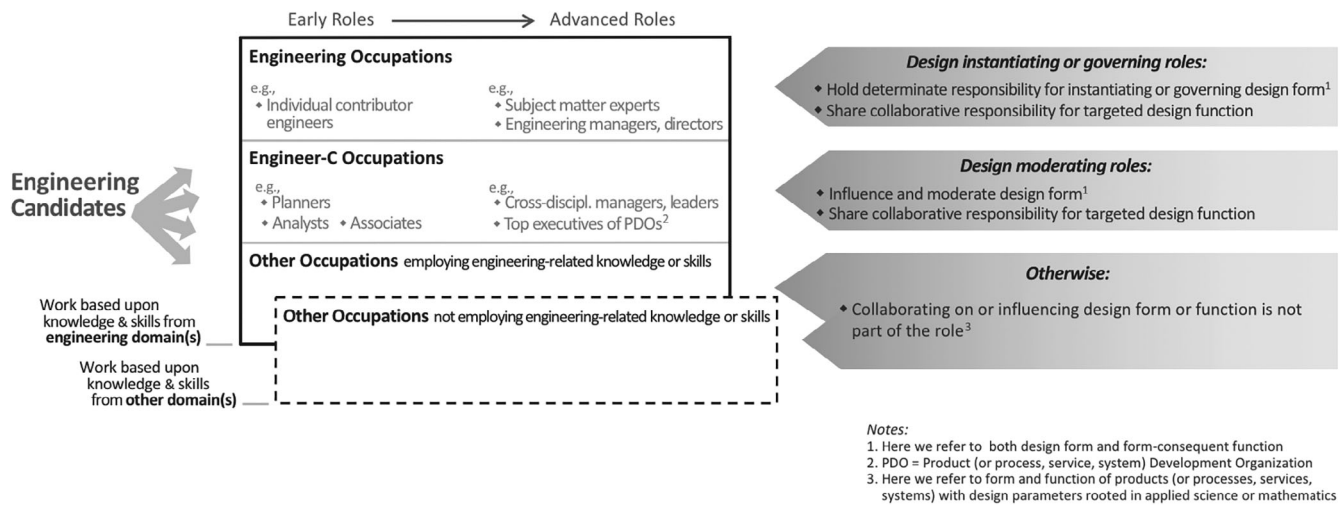 Early Roles
Advanced Roles
Engineering Occupations
e.g.,
◆ Individual contributor
engineers
e.g.,
◆ Subject matter experts
◆ Engineering managers, directors
Engineer-C Occupations
e.g.,
◆ Planners
◆ Analysts ◆ Associates
e.g.,
◆ Cross-discipl. managers, leaders
◆ Top executives of PDOs²
Other Occupations employing engineering-related knowledge or skills
Other Occupations not employing engineering-related knowledge or skills
Engineering
Candidates
Work based upon
knowledge & skills from
engineering domain(s)
Work based upon
knowledge & skills
from other domain(s)
Design instantiating or governing roles:
◆ Hold determinate responsibility for instantiating or governing design form¹
◆ Share collaborative responsibility for targeted design function
Design moderating roles:
◆ Influence and moderate design form¹
◆ Share collaborative responsibility for targeted design function
Otherwise:
◆ Collaborating on or influencing design form or function is not
part of the role³
Notes:
1. Here we refer to both design form and form-consequent function
2. PDO = Product (or process, service, system) Development Organization
3. Here we refer to form and function of products (or processes, services,
systems) with design parameters rooted in applied science or mathematics